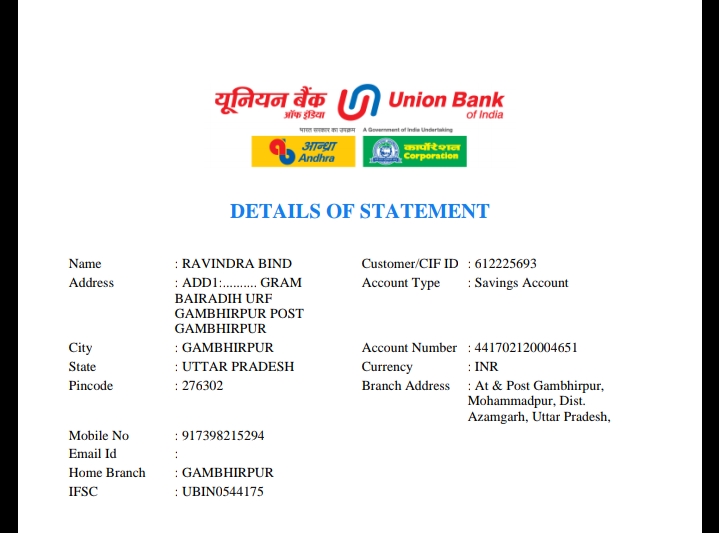 यूनियन बैंक Union Bank
ऑफ इंडिया of India
भारत सरकार का उपक्रम A Government of India Undertaking
आन्ध्रा Andhra कार्पोरेशन Corporation
DETAILS OF STATEMENT
Name : RAVINDRA BIND Customer/CIF ID : 612225693
Address : ADD1:.......... GRAM Account Type : Savings Account
BAIRADIH URF
GAMBHIRPUR POST
GAMBHIRPUR
City : GAMBHIRPUR Account Number : 441702120004651
State : UTTAR PRADESH Currency : INR
Pincode : 276302 Branch Address : At & Post Gambhirpur,
Mohammadpur, Dist.
Azamgarh, Uttar Pradesh,
Mobile No : 917398215294
Email Id :
Home Branch : GAMBHIRPUR
IFSC : UBIN0544175